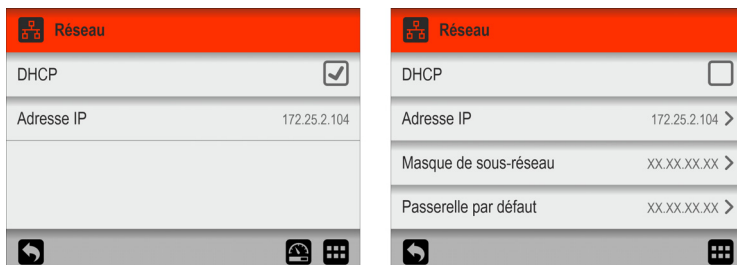 Réseau
DHCP
Adresse IP 172.25.2.104
Réseau
DHCP
Adresse IP 172.25.2.104
Masque de sous-réseau XX.XX.XX.XX
Passerelle par défaut XX.XX.XX.XX